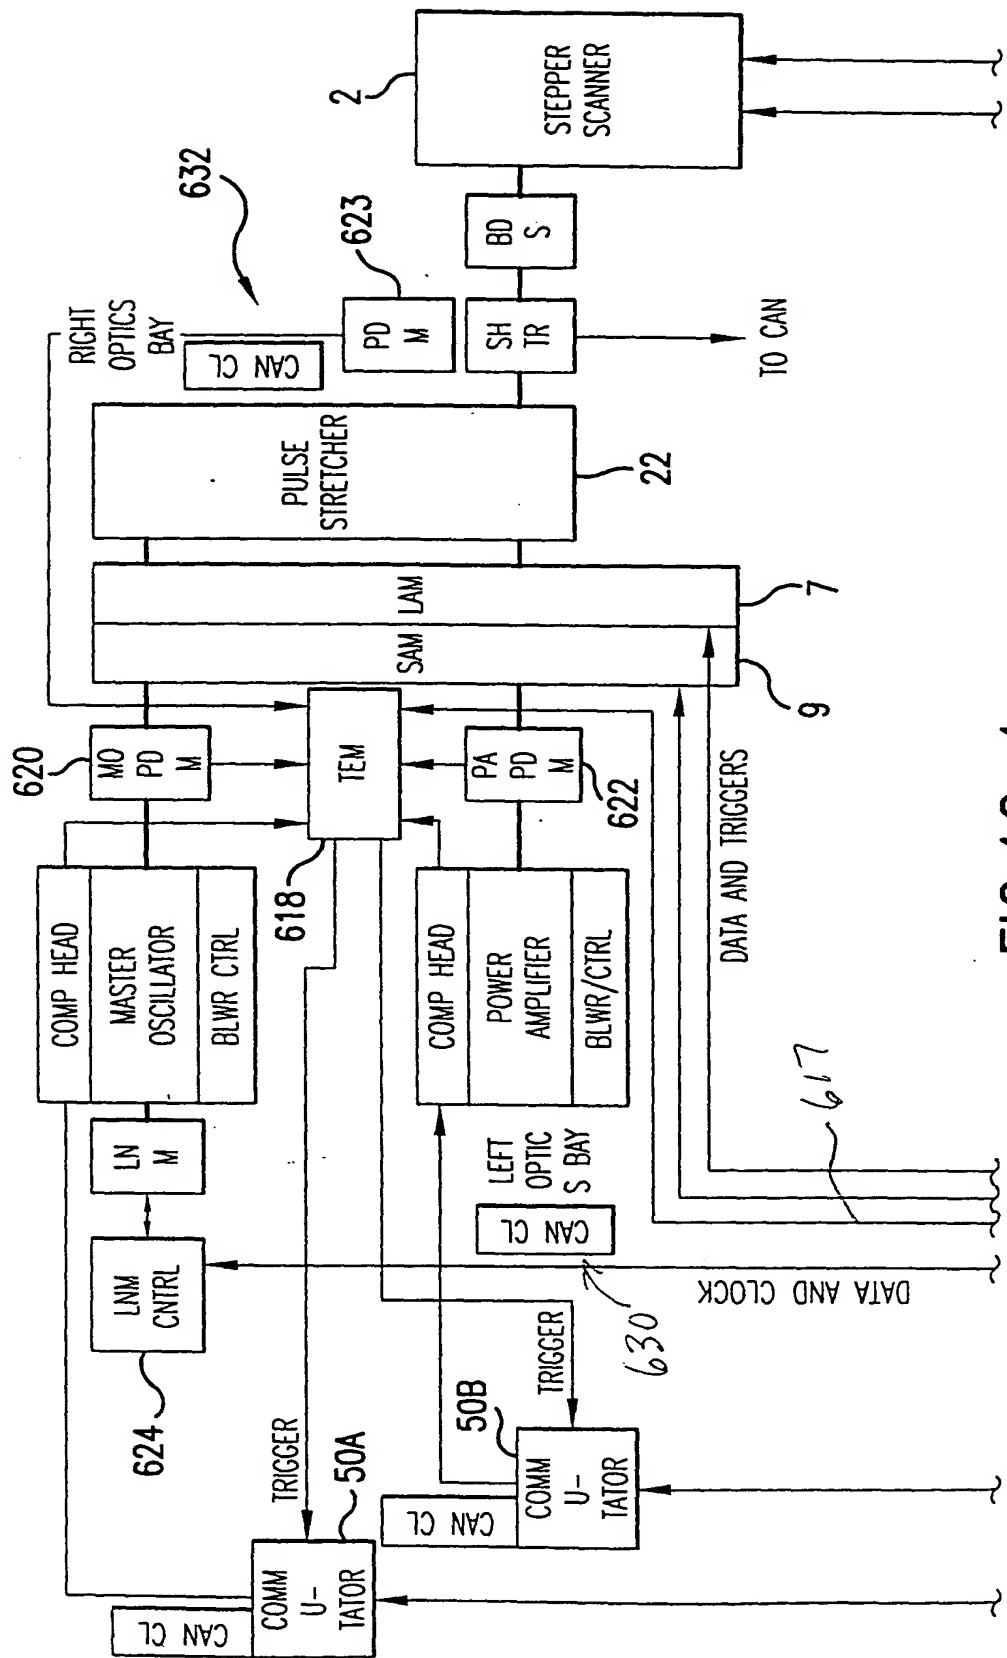 COMM
U-
TATOR
CAN CL
50A
TRIGGER
624
LNM
CNTRL
LN
M
COMP HEAD
MASTER
OSCILLATOR
BLWR CTRL
620
MO
PD
M
618
TEM
COMM
U-
TATOR
CAN CL
50B
TRIGGER
630
CAN CL
LEFT
OPTIC
S BAY
COMP HEAD
POWER
AMPLIFIER
BLWR/CTRL
PA
PD
M
622
DATA AND CLOCK
617
DATA AND TRIGGERS
SAM
LAM
9
7
PULSE
STRETCHER
22
RIGHT
OPTICS
BAY
CAN CL
632
PD
M
623
SH
TR
TO CAN
BD
S
STEPPER
SCANNER
2